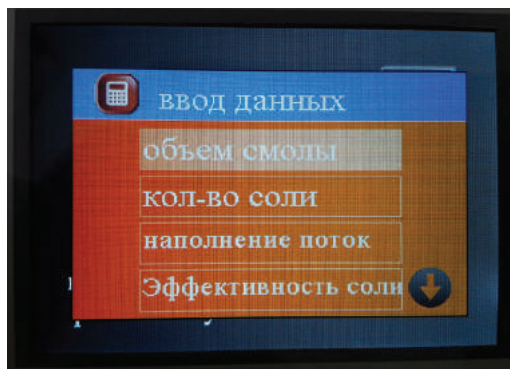 ввод данных
объем смолы
кол-во соли
наполнение поток
Эффективность соли